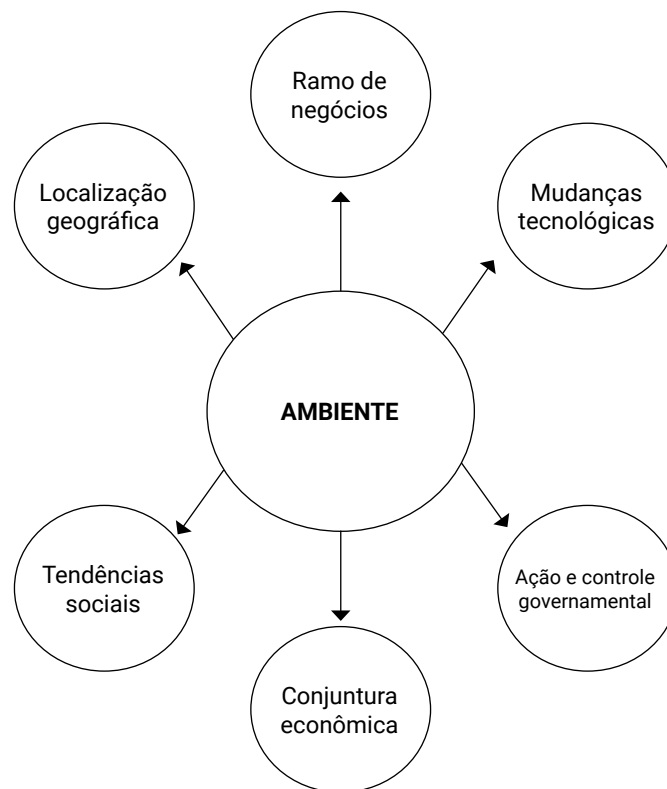 Ramo de
negócios
Localização
geográfica
Mudanças
tecnológicas
AMBIENTE
Tendências
sociais
Ação e controle
governamental
Conjuntura
econômica